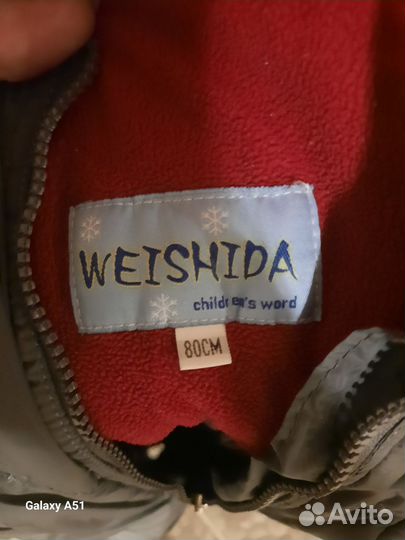 WEISHIDA
children's word
80CM
Galaxy A51
Avito